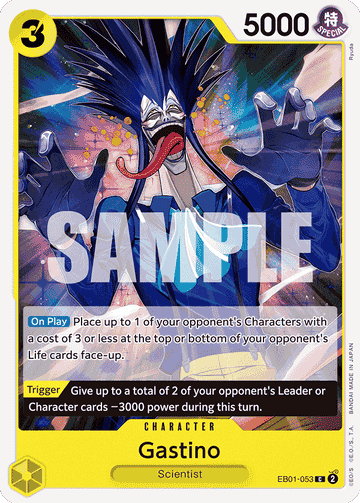 3
5000
特
SPECIAL
Ryuda
SAMPLE
On Play Place up to 1 of your opponent's Characters with
a cost of 3 or less at the top or bottom of your opponent's
Life cards face-up.
Trigger Give up to a total of 2 of your opponent's Leader or
Character cards −3000 power during this turn.
CHARACTER
Gastino
Scientist
EB01-053 C 2
©E.O./S., T.A. BANDAI MADE IN JAPAN